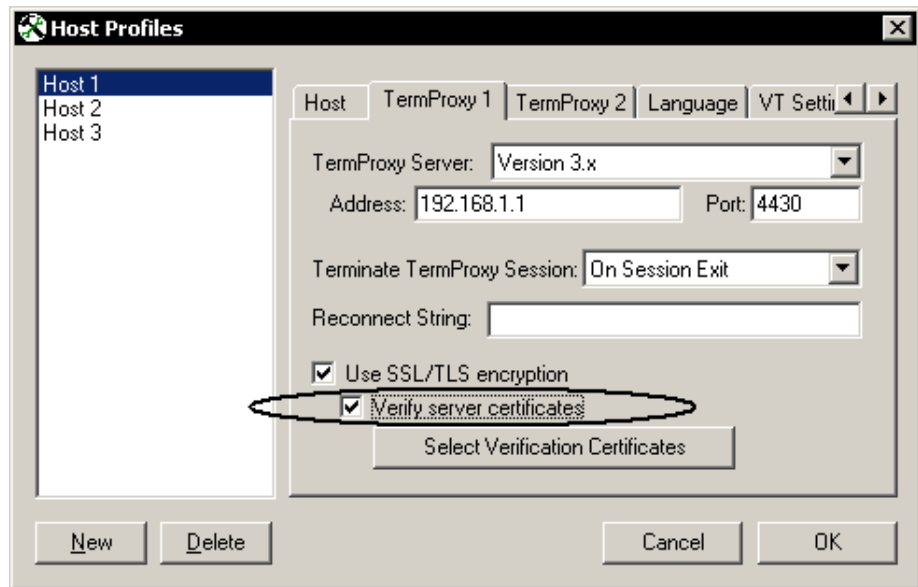 Host Profiles
Host 1
Host 2
Host 3
Host
TermProxy 1
TermProxy 2
Language
VT Settin
TermProxy Server: Version 3.x
Address: 192.168.1.1 Port: 4430
Terminate TermProxy Session: On Session Exit
Reconnect String:
Use SSL/TLS encryption
Verify server certificates
Select Verification Certificates
New
Delete
Cancel
OK